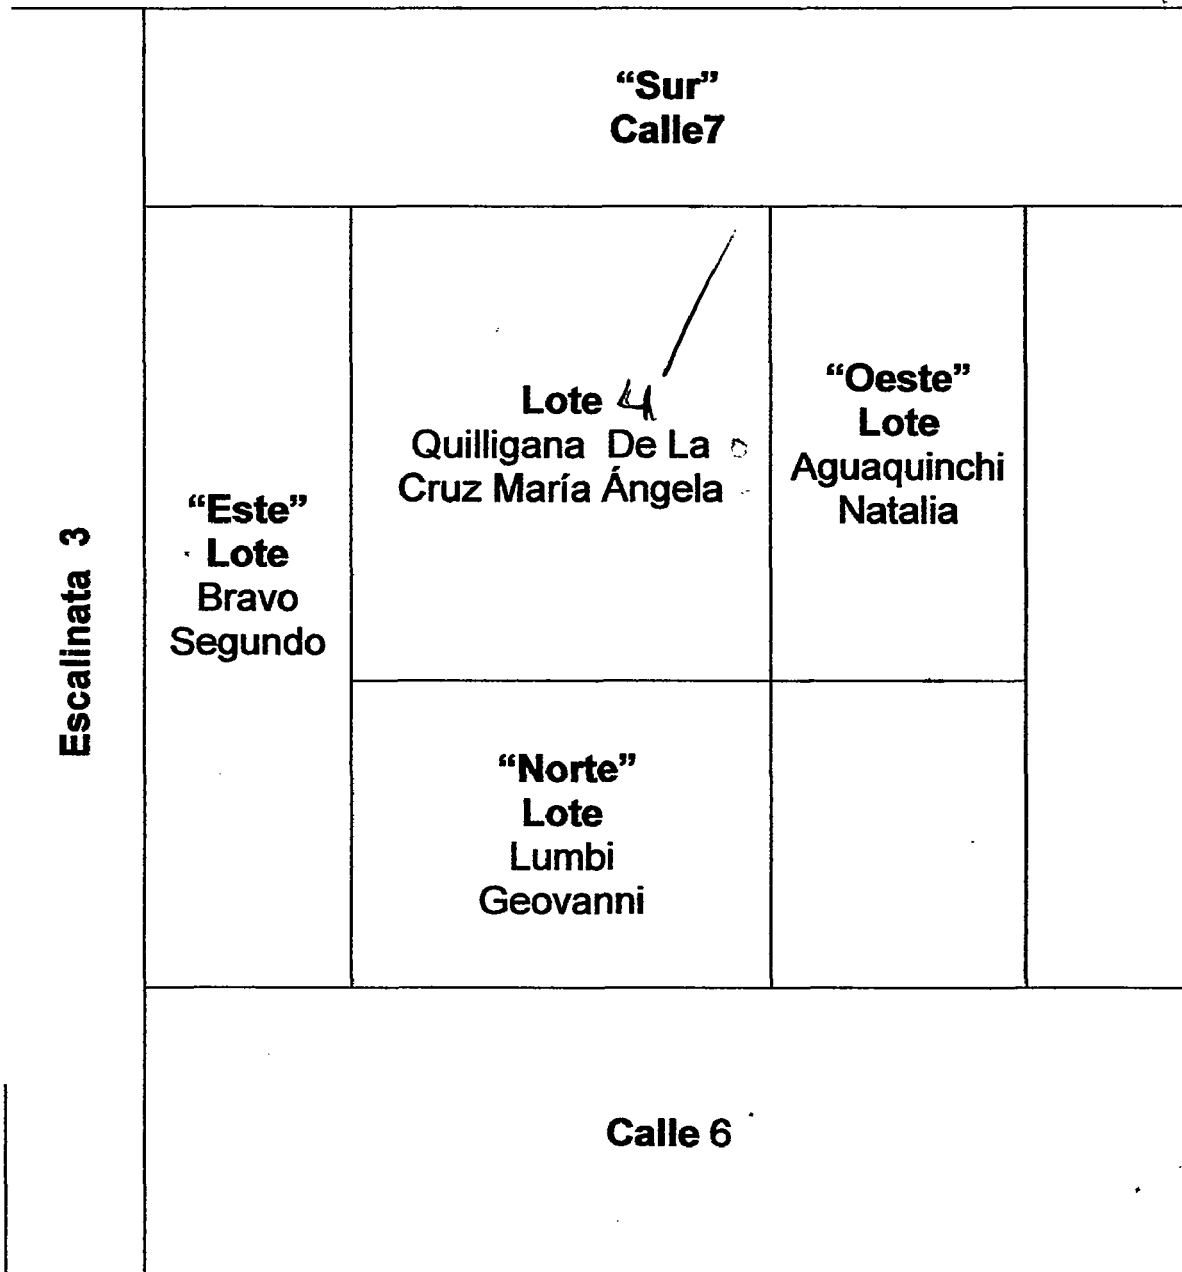 “Sur”
Calle7
Lote 4
Quilligana De La
Cruz María Ángela
“Oeste”
Lote
Aguaquinchi
Natalia
“Este”
Lote
Bravo
Segundo
Escalinata 3
“Norte”
Lote
Lumbi
Geovanni
Calle 6